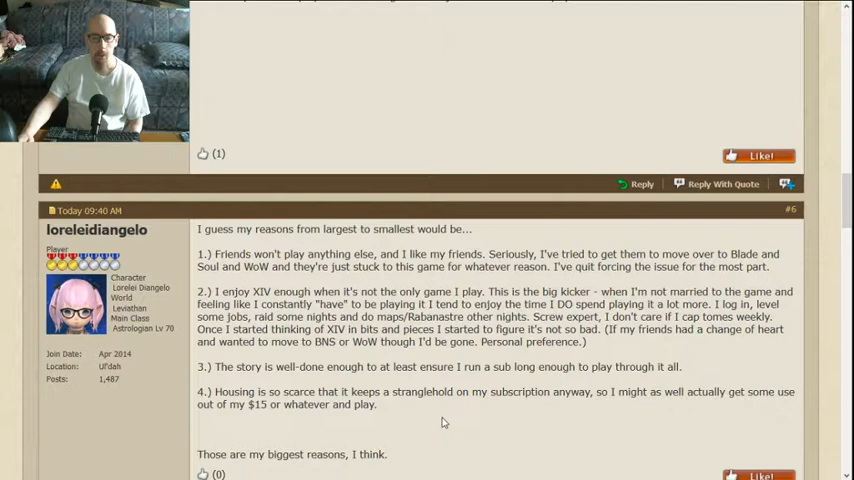 (1)
Like!
Reply
Reply With Quote
Today 09:40 AM
#6
loreleidiangelo
Player
Character
Lorelei Diangelo
World
Leviathan
Main Class
Astrologian Lv 70
Join Date: Apr 2014
Location: Ul'dah
Posts: 1,487
I guess my reasons from largest to smallest would be...
1.) Friends won't play anything else, and I like my friends. Seriously, I've tried to get them to move over to Blade and
Soul and WoW and they're just stuck to this game for whatever reason. I've quit forcing the issue for the most part.
2.) I enjoy XIV enough when it's not the only game I play. This is the big kicker - when I'm not married to the game and
feeling like I constantly "have" to be playing it I tend to enjoy the time I DO spend playing it a lot more. I log in, level
some jobs, raid some nights and do maps/Rabanastre other nights. Screw expert, I don't care if I cap tomes weekly.
Once I started thinking of XIV in bits and pieces I started to figure it's not so bad. (If my friends had a change of heart
and wanted to move to BNS or WoW though I'd be gone. Personal preference.)
3.) The story is well-done enough to at least ensure I run a sub long enough to play through it all.
4.) Housing is so scarce that it keeps a stranglehold on my subscription anyway, so I might as well actually get some use
out of my $15 or whatever and play.
Those are my biggest reasons, I think.
(0)
Like!